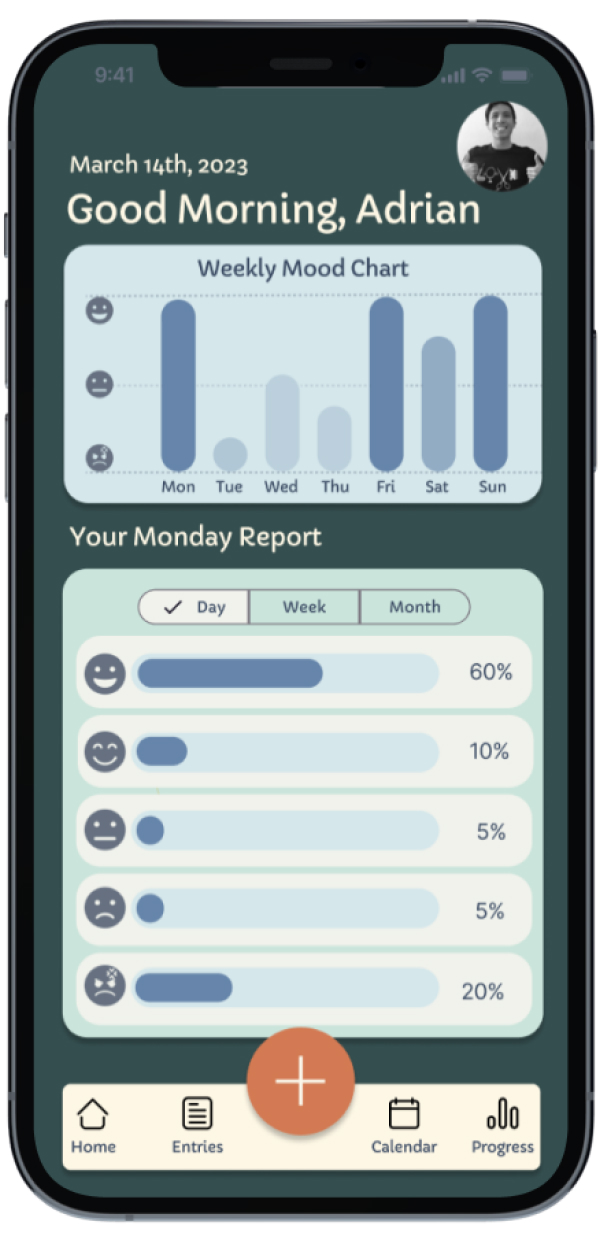 9:41
March 14th, 2023
Good Morning, Adrian
Weekly Mood Chart
Mon Tue Wed Thu Fri Sat Sun
Your Monday Report
Day Week Month
60%
10%
5%
5%
20%
Home Entries Calendar Progress